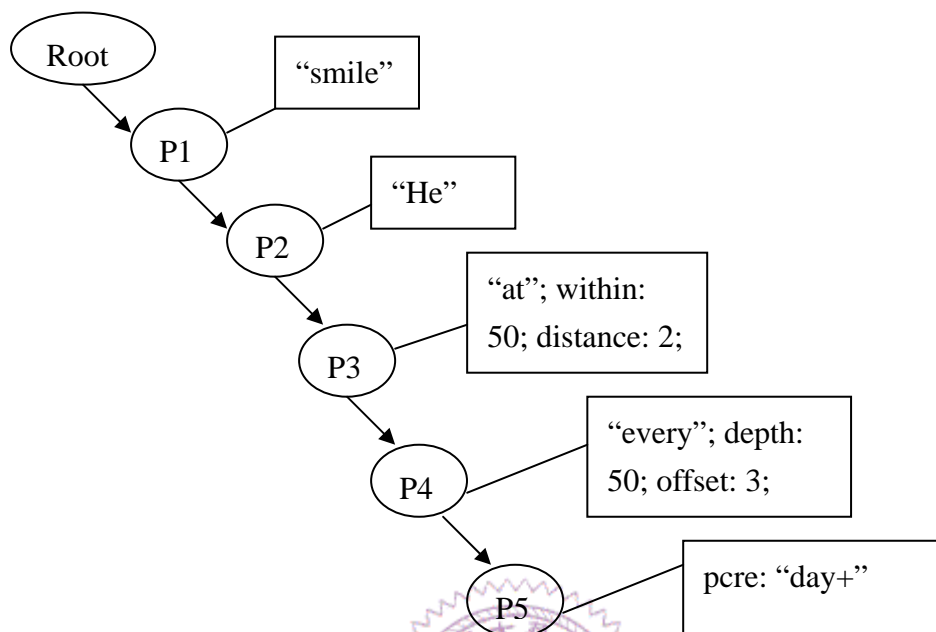 Root
“smile”
P1
“He”
P2
“at”; within:
50; distance: 2;
P3
“every”; depth:
50; offset: 3;
P4
pcre: “day+”
P5